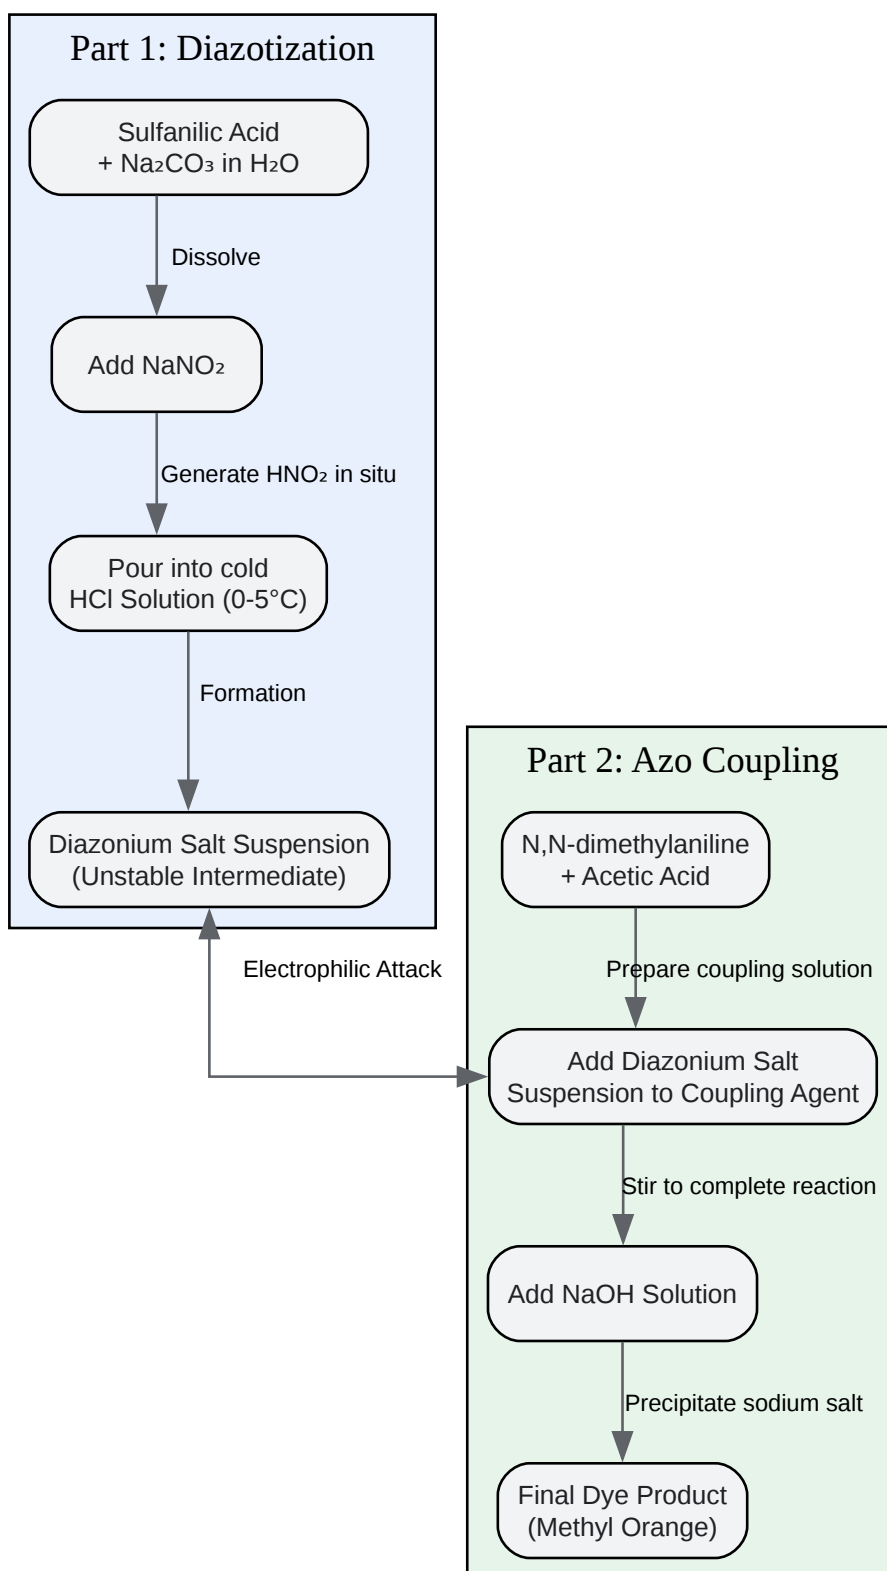 Part 1: Diazotization
Sulfanilic Acid
+ Na₂CO₃ in H₂O
Dissolve
Add NaNO₂
Generate HNO₂ in situ
Pour into cold
HCl Solution (0-5°C)
Formation
Diazonium Salt Suspension
(Unstable Intermediate)
Electrophilic Attack
Part 2: Azo Coupling
N,N-dimethylaniline
+ Acetic Acid
Prepare coupling solution
Add Diazonium Salt
Suspension to Coupling Agent
Stir to complete reaction
Add NaOH Solution
Precipitate sodium salt
Final Dye Product
(Methyl Orange)